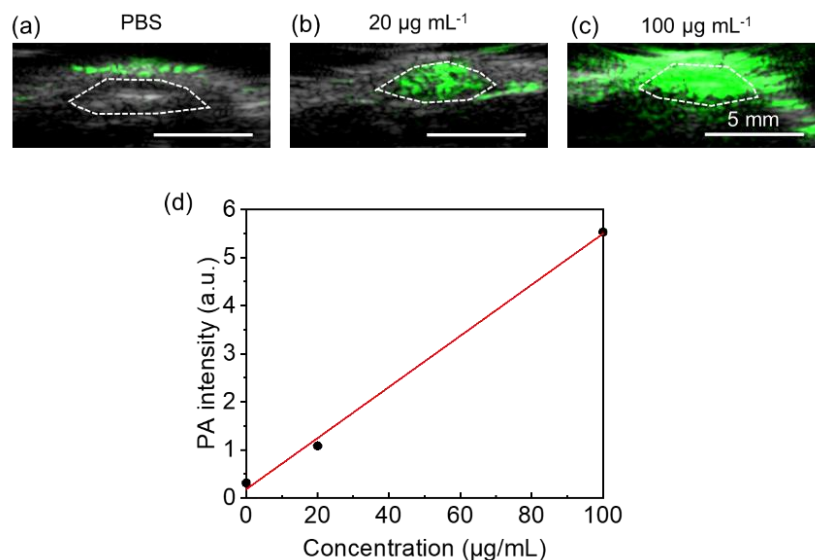 (a) PBS
(b) 20 µg mL⁻¹
(c) 100 µg mL⁻¹
5 mm
(d)
6
5
4
3
2
1
0
PA intensity (a.u.)
0 20 40 60 80 100
Concentration (µg/mL)